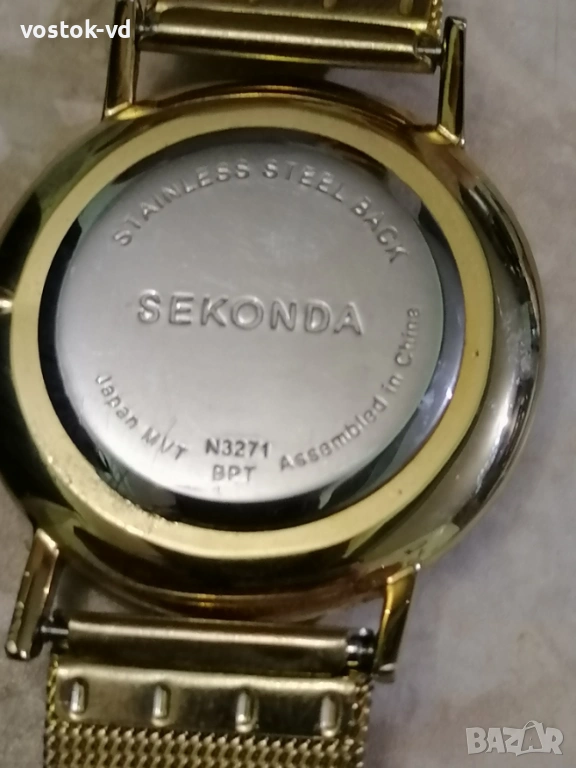 vostok-vd
STAINLESS STEEL BACK
SEKONDA
Japan MVT N3271 Assembled in China
BPT
BAZAR